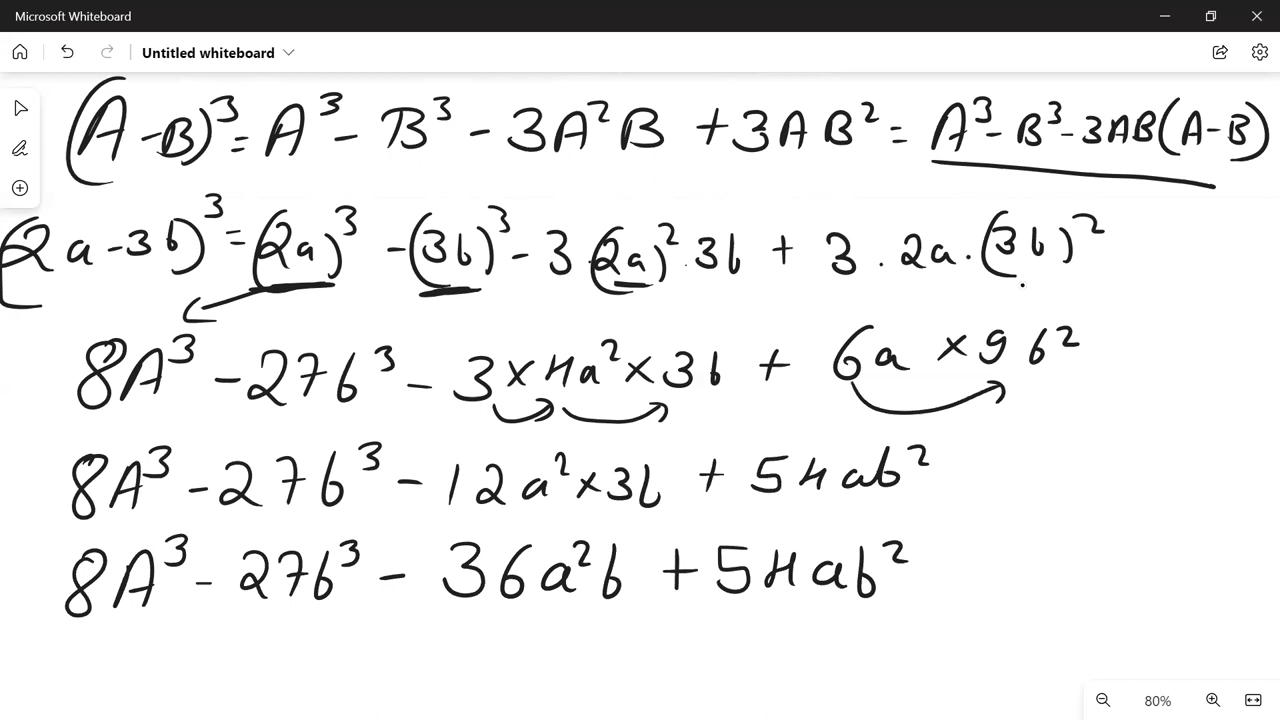 Microsoft Whiteboard
Untitled whiteboard
(A-B)³ = A³ - B³ - 3A²B + 3AB² = A³ - B³ - 3AB(A-B)
(2a-3b)³ = (2a)³ - (3b)³ - 3(2a)².3b + 3.2a.(3b)²
8A³ - 27b³ - 3×4a²×3b + 6a×9b²
8A³ - 27b³ - 12a²×3b + 54ab²
8A³ - 27b³ - 36a²b + 54ab²
80%